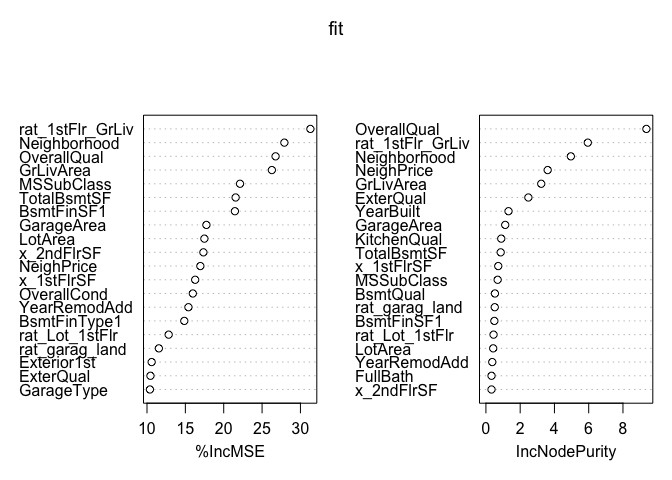 fit
rat_1stFlr_GrLiv
Neighborhood
OverallQual
GrLivArea
MSSubClass
TotalBsmtSF
BsmtFinSF1
GarageArea
LotArea
x_2ndFlrSF
NeighPrice
x_1stFlrSF
OverallCond
YearRemodAdd
BsmtFinType1
rat_Lot_1stFlr
rat_garag_land
Exterior1st
ExterQual
GarageType
10 15 20 25 30
%IncMSE
OverallQual
rat_1stFlr_GrLiv
Neighborhood
NeighPrice
GrLivArea
ExterQual
YearBuilt
GarageArea
KitchenQual
TotalBsmtSF
x_1stFlrSF
MSSubClass
BsmtQual
rat_garag_land
BsmtFinSF1
rat_Lot_1stFlr
LotArea
YearRemodAdd
FullBath
x_2ndFlrSF
0 2 4 6 8
IncNodePurity